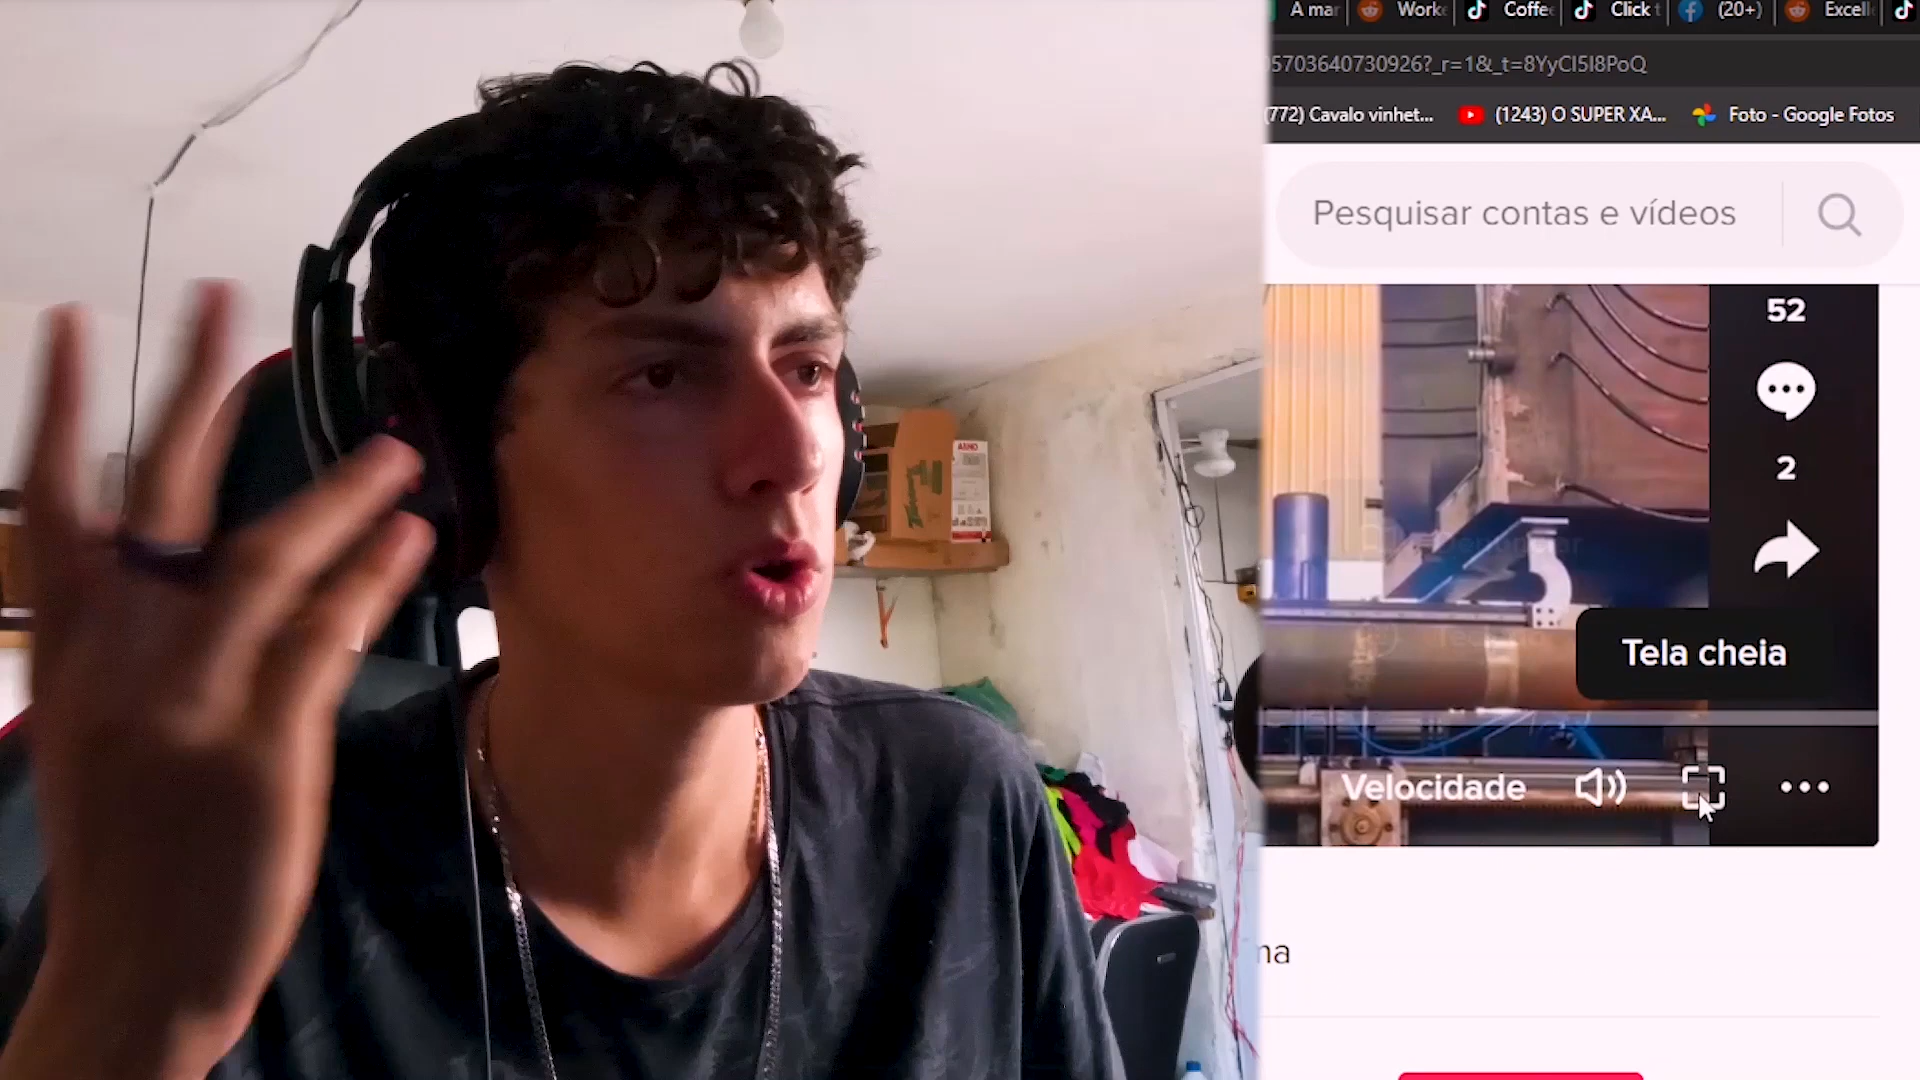 A mar
Work
Coffe
Click t
(20+)
Excell
5703640730926?_r=1&_t=8YyCI5I8PoQ
(772) Cavalo vinhet...
(1243) O SUPER XA...
Foto - Google Fotos
Pesquisar contas e vídeos
52
2
Tela cheia
Velocidade
na
ARNO